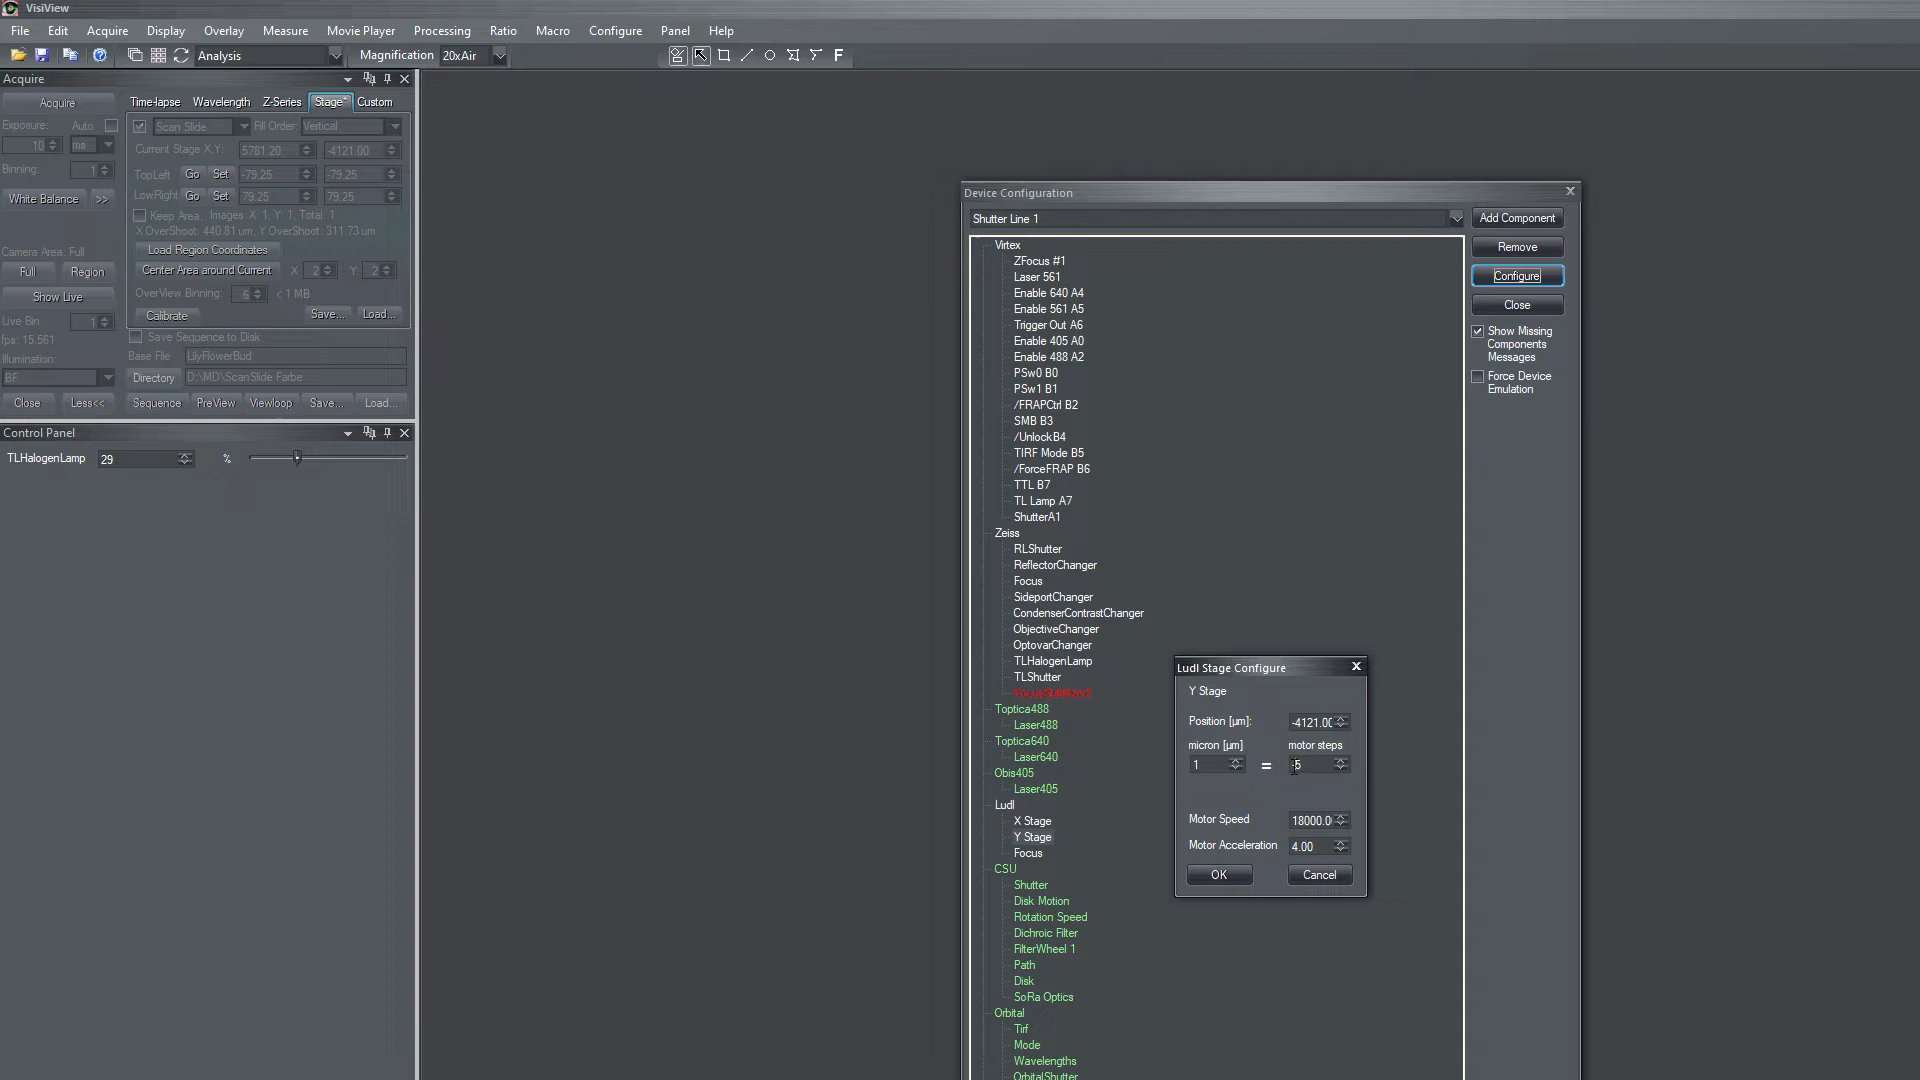 VisiView
File Edit Acquire Display Overlay Measure Movie Player Processing Ratio Macro Configure Panel Help
Analysis Magnification 20xAir F
Acquire
Acquire Time-lapse Wavelength Z-Series Stage* Custom
Exposure: Auto Scan Slide Fill Order: Vertical
10 ms Current Stage X,Y: 5781.20 -4121.00
Binning: 1 TopLeft Go Set -79.25 -79.25
White Balance >> LowRight Go Set 79.25 79.25
Keep Area, Images: X: 1, Y: 1, Total: 1
X OverShoot: 440.81 um, Y OverShoot: 311.73 um
Camera Area: Full Load Region Coordinates
Full Region Center Area around Current X 2 Y 2
Show Live OverView Binning: 6 < 1 MB
Live Bin: 1 Calibrate Save... Load...
fps: 15.561 Save Sequence to Disk
Illumination: Base File LilyFlowerBud
BF Directory D:\MD\ScanSlide Farbe
Close Less<< Sequence PreView Viewloop Save... Load...
Control Panel
TLHalogenLamp 29 %
Device Configuration
Shutter Line 1
Add Component
Remove
Configure
Close
Show Missing
Components
Messages
Force Device
Emulation
Virtex
ZFocus #1
Laser 561
Enable 640 A4
Enable 561 A5
Trigger Out A6
Enable 405 A0
Enable 488 A2
PSw0 B0
PSw1 B1
/FRAPCtrl B2
SMB B3
/UnlockB4
TIRF Mode B5
/ForceFRAP B6
TTL B7
TL Lamp A7
ShutterA1
Zeiss
RLShutter
ReflectorChanger
Focus
SideportChanger
CondenserContrastChanger
ObjectiveChanger
OptovarChanger
TLHalogenLamp
TLShutter
FocusStabilizer2
Toptica488
Laser488
Toptica640
Laser640
Obis405
Laser405
Ludl
X Stage
Y Stage
Focus
CSU
Shutter
Disk Motion
Rotation Speed
Dichroic Filter
FilterWheel 1
Path
Disk
SoRa Optics
Orbital
Tirf
Mode
Wavelengths
OrbitalShutter
Ludl Stage Configure
Y Stage
Position [µm]: -4121.00
micron [µm] motor steps
1 = -5
Motor Speed 18000.0
Motor Acceleration 4.00
OK Cancel